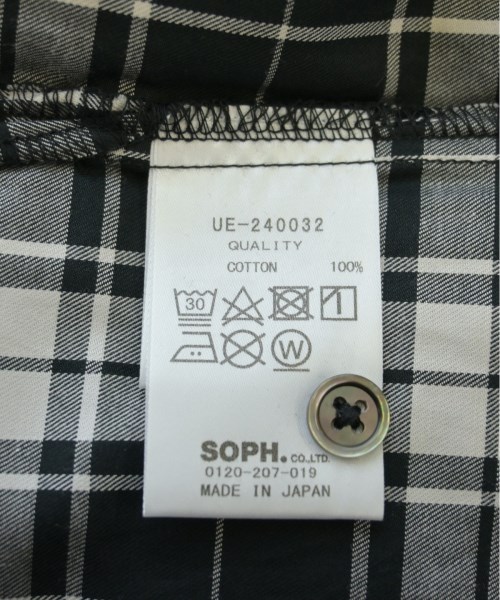 UE-240032
QUALITY
COTTON 100%
30
W
SOPH. CO.,LTD.
0120-207-019
MADE IN JAPAN